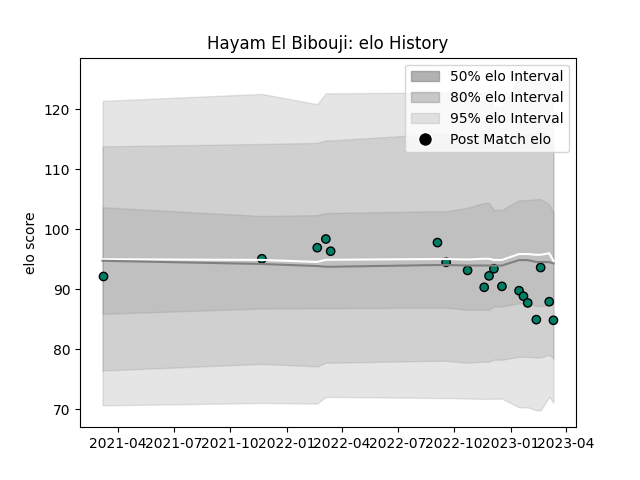 Hayam El Bibouji: elo History
50% elo Interval
80% elo Interval
95% elo Interval
Post Match elo
elo score
120
110
100
90
80
70
2021-04 2021-07 2021-10 2022-01 2022-04 2022-07 2022-10 2023-01 2023-04